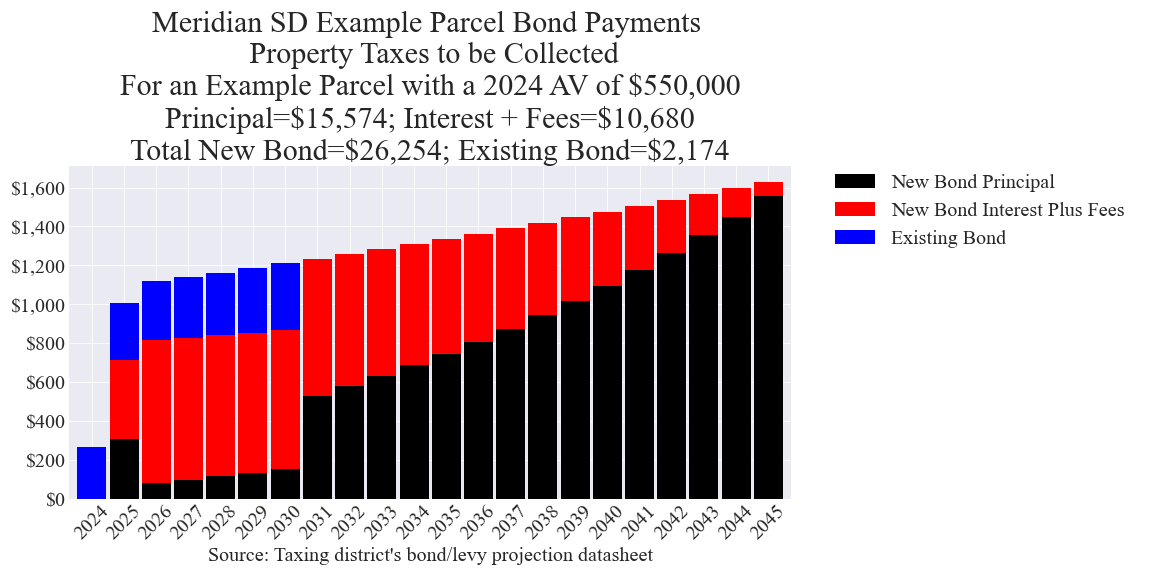 Meridian SD Example Parcel Bond Payments
Property Taxes to be Collected
For an Example Parcel with a 2024 AV of $550,000
Principal=$15,574; Interest + Fees=$10,680
Total New Bond=$26,254; Existing Bond=$2,174
$1,600
$1,400
$1,200
$1,000
$800
$600
$400
$200
$0
New Bond Principal
New Bond Interest Plus Fees
Existing Bond
2024 2025 2026 2027 2028 2029 2030 2031 2032 2033 2034 2035 2036 2037 2038 2039 2040 2041 2042 2043 2044 2045
Source: Taxing district's bond/levy projection datasheet